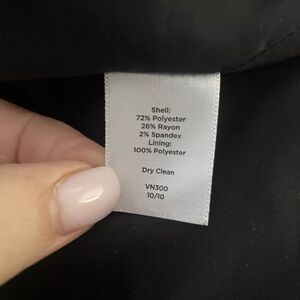 Shell:
72% Polyester
26% Rayon
2% Spandex
Lining:
100% Polyester
Dry Clean
VN300
10/10